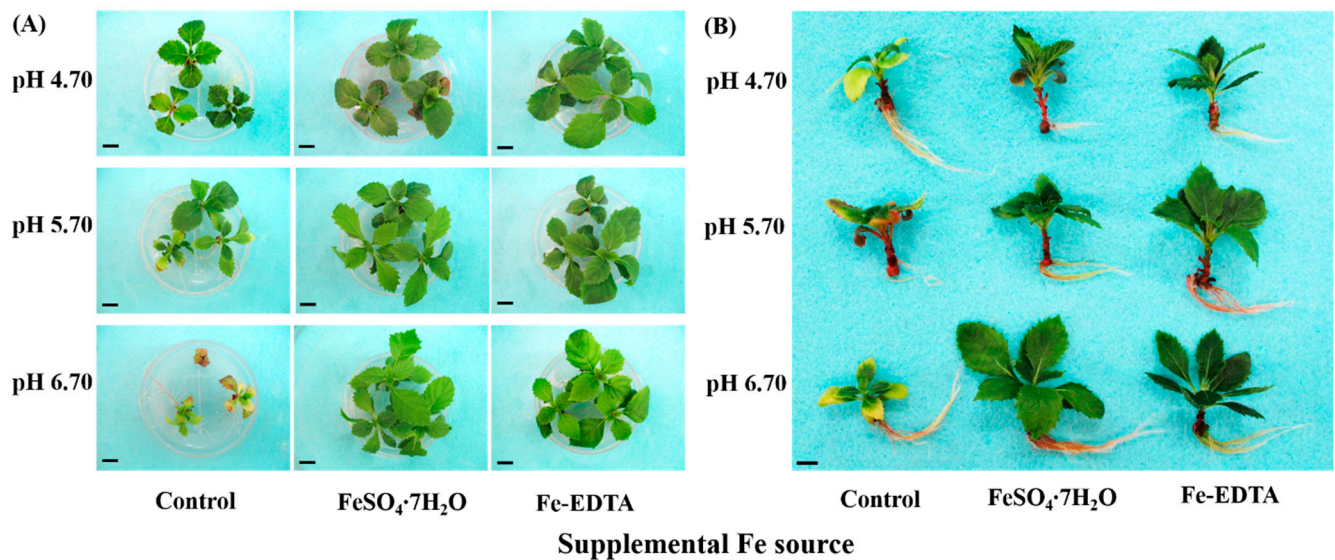 (A)
pH 4.70
pH 5.70
pH 6.70
Control
FeSO₄·7H₂O
Fe-EDTA
(B)
pH 4.70
pH 5.70
pH 6.70
Control
FeSO₄·7H₂O
Fe-EDTA
Supplemental Fe source